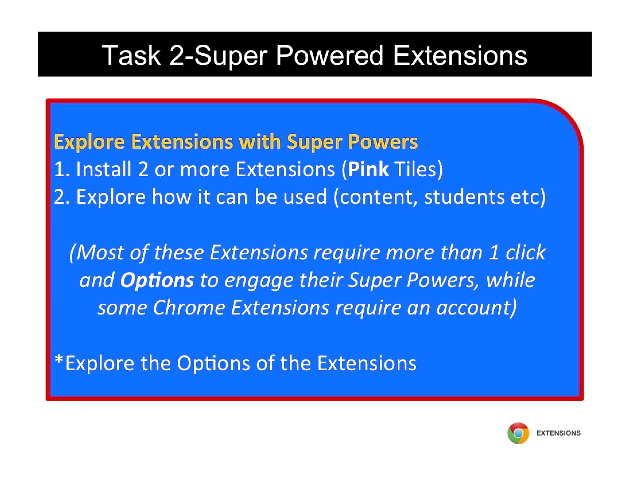 Task 2-Super Powered Extensions
Explore Extensions with Super Powers
1. Install 2 or more Extensions (Pink Tiles)
2. Explore how it can be used (content, students etc)
(Most of these Extensions require more than 1 click
and Options to engage their Super Powers, while
some Chrome Extensions require an account)
*Explore the Options of the Extensions
EXTENSIONS